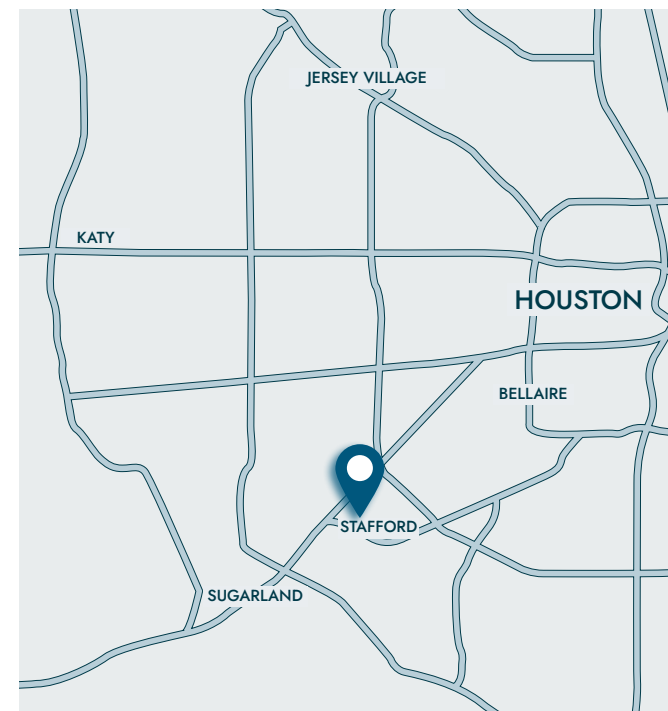 JERSEY VILLAGE
KATY
HOUSTON
BELLAIRE
STAFFORD
SUGARLAND